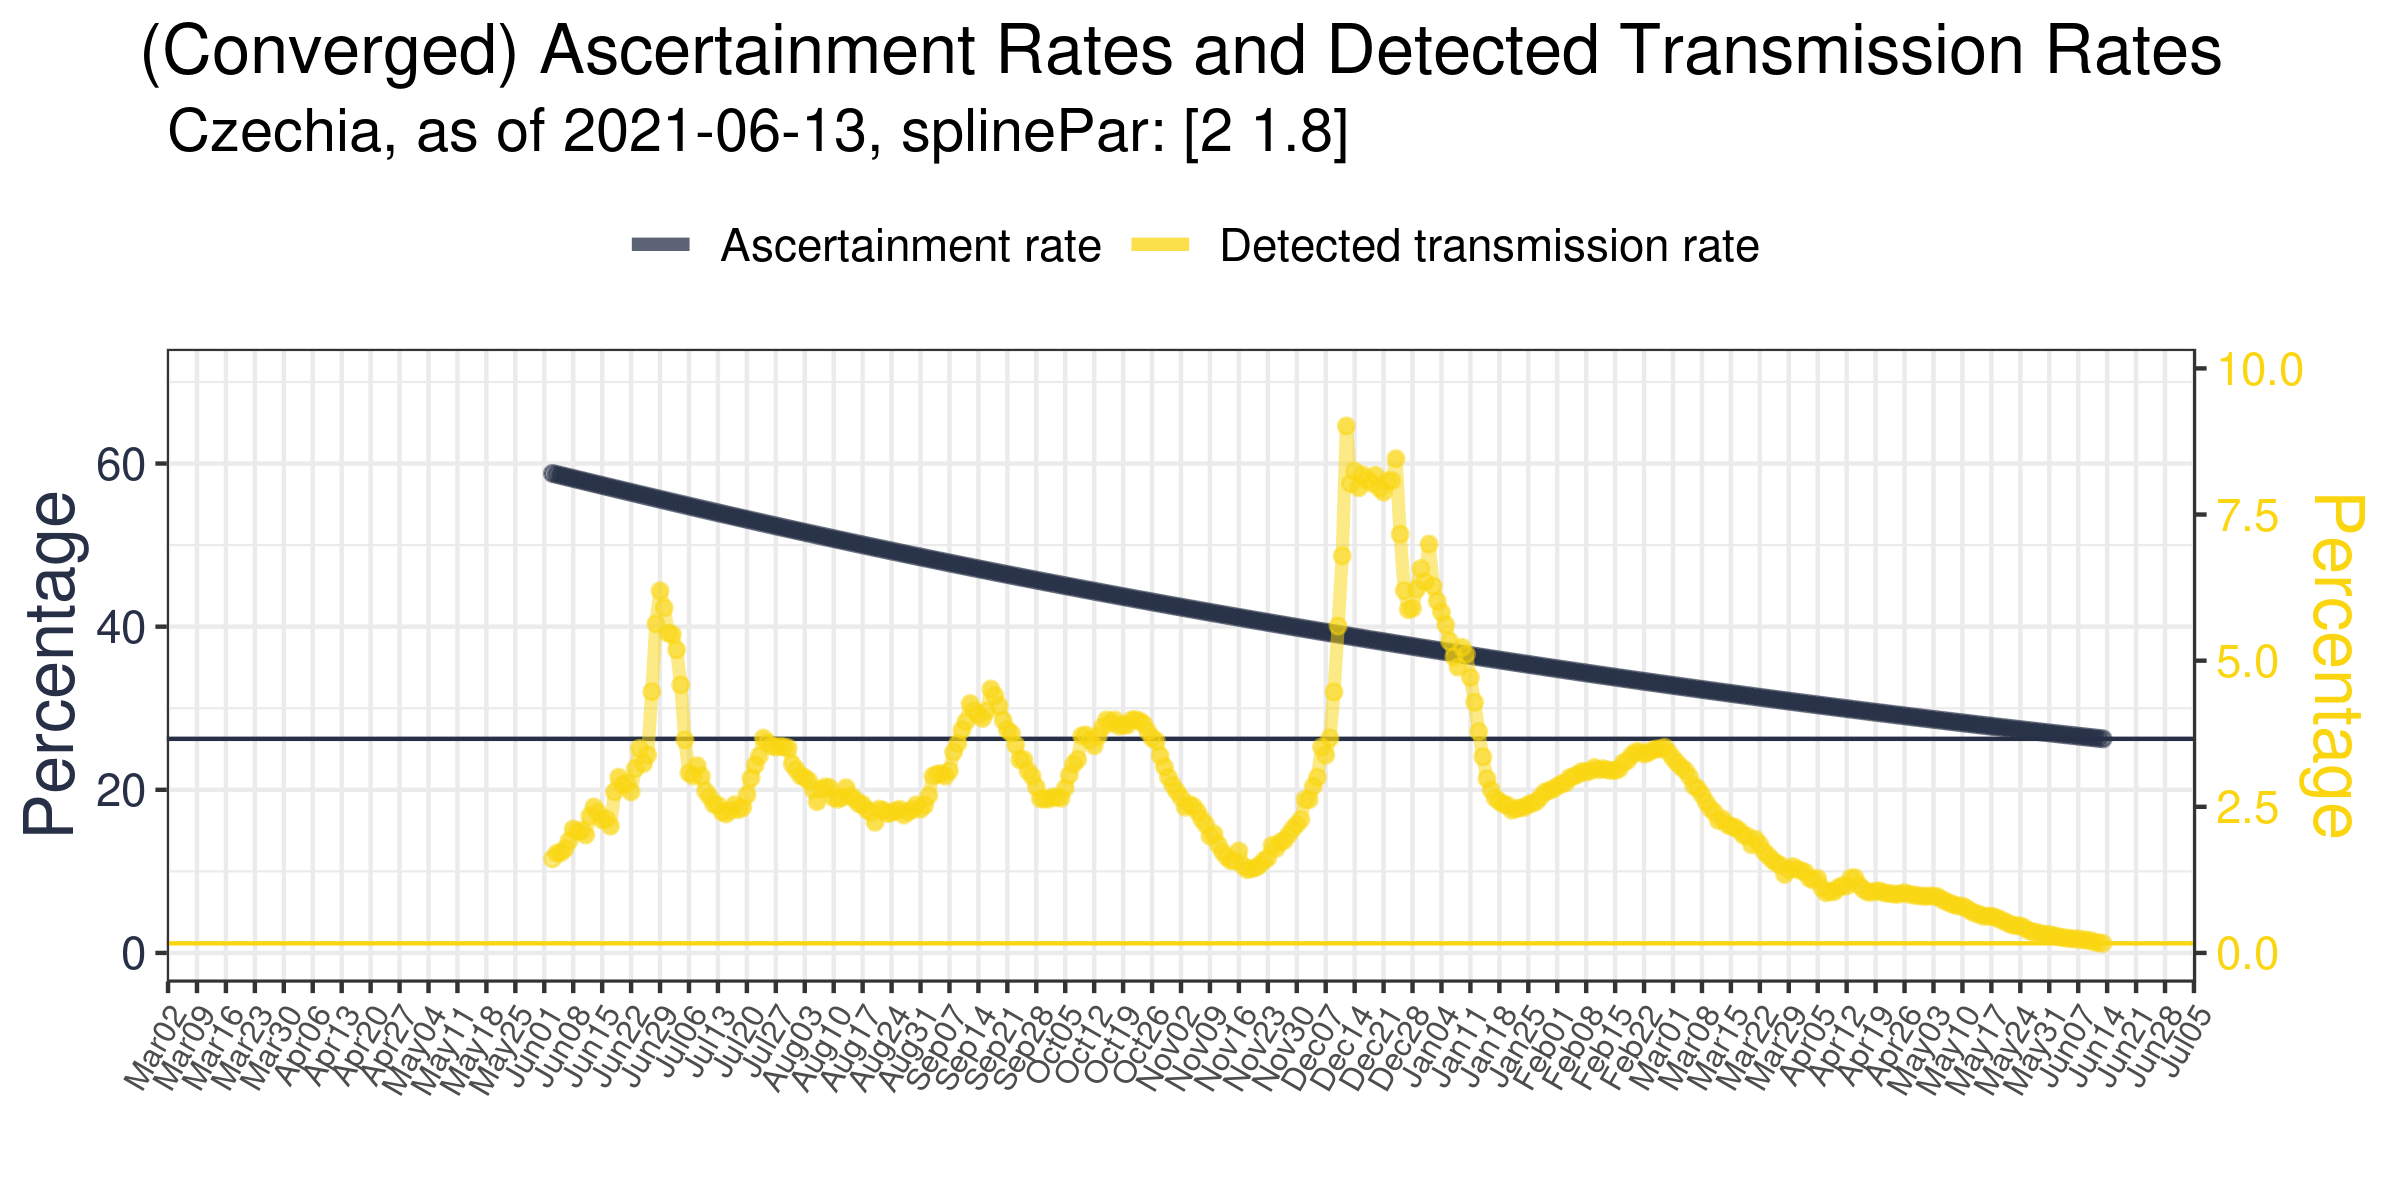 (Converged) Ascertainment Rates and Detected Transmission Rates
Czechia, as of 2021-06-13, splinePar: [2 1.8]
Ascertainment rate
Detected transmission rate
Percentage
60
40
20
0
10.0
7.5
5.0
2.5
0.0
Percentage
Mar02
Mar09
Mar16
Mar23
Mar30
Apr06
Apr13
Apr20
Apr27
May04
May11
May18
May25
Jun01
Jun08
Jun15
Jun22
Jun29
Jul06
Jul13
Jul20
Jul27
Aug03
Aug10
Aug17
Aug24
Aug31
Sep07
Sep14
Sep21
Sep28
Oct05
Oct12
Oct19
Oct26
Nov02
Nov09
Nov16
Nov23
Nov30
Dec07
Dec14
Dec21
Dec28
Jan04
Jan11
Jan18
Jan25
Feb01
Feb08
Feb15
Feb22
Mar01
Mar08
Mar15
Mar22
Mar29
Apr05
Apr12
Apr19
Apr26
May03
May10
May17
May24
May31
Jun07
Jun14
Jun21
Jun28
Jul05